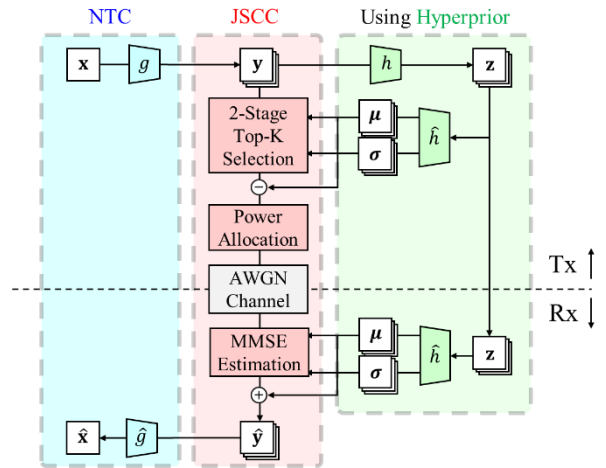 NTC
JSCC
Using Hyperprior
x
g
y
h
z
2-Stage
Top-K
Selection
μ
σ
ĥ
−
Power
Allocation
AWGN
Channel
Tx ↑
Rx ↓
MMSE
Estimation
μ
σ
ĥ
z
+
x̂
ĝ
ŷ